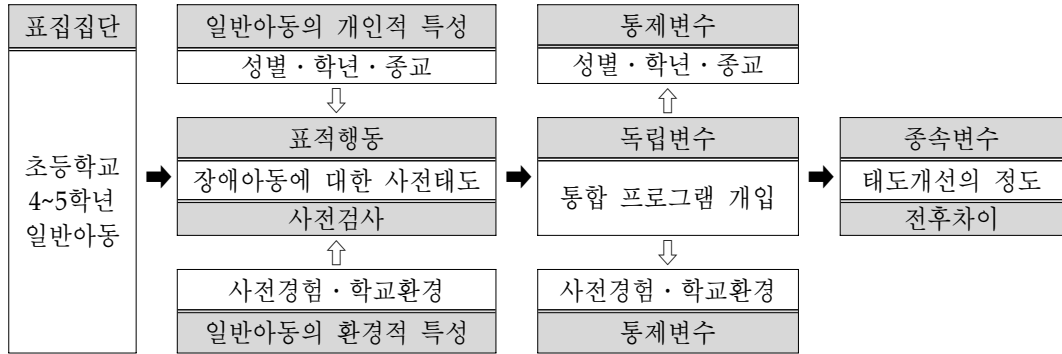 표집집단
초등학교
4~5학년
일반아동
일반아동의 개인적 특성
성별 · 학년 · 종교
표적행동
장애아동에 대한 사전태도
사전검사
사전경험 · 학교환경
일반아동의 환경적 특성
통제변수
성별 · 학년 · 종교
독립변수
통합 프로그램 개입
사전경험 · 학교환경
통제변수
종속변수
태도개선의 정도
전후차이